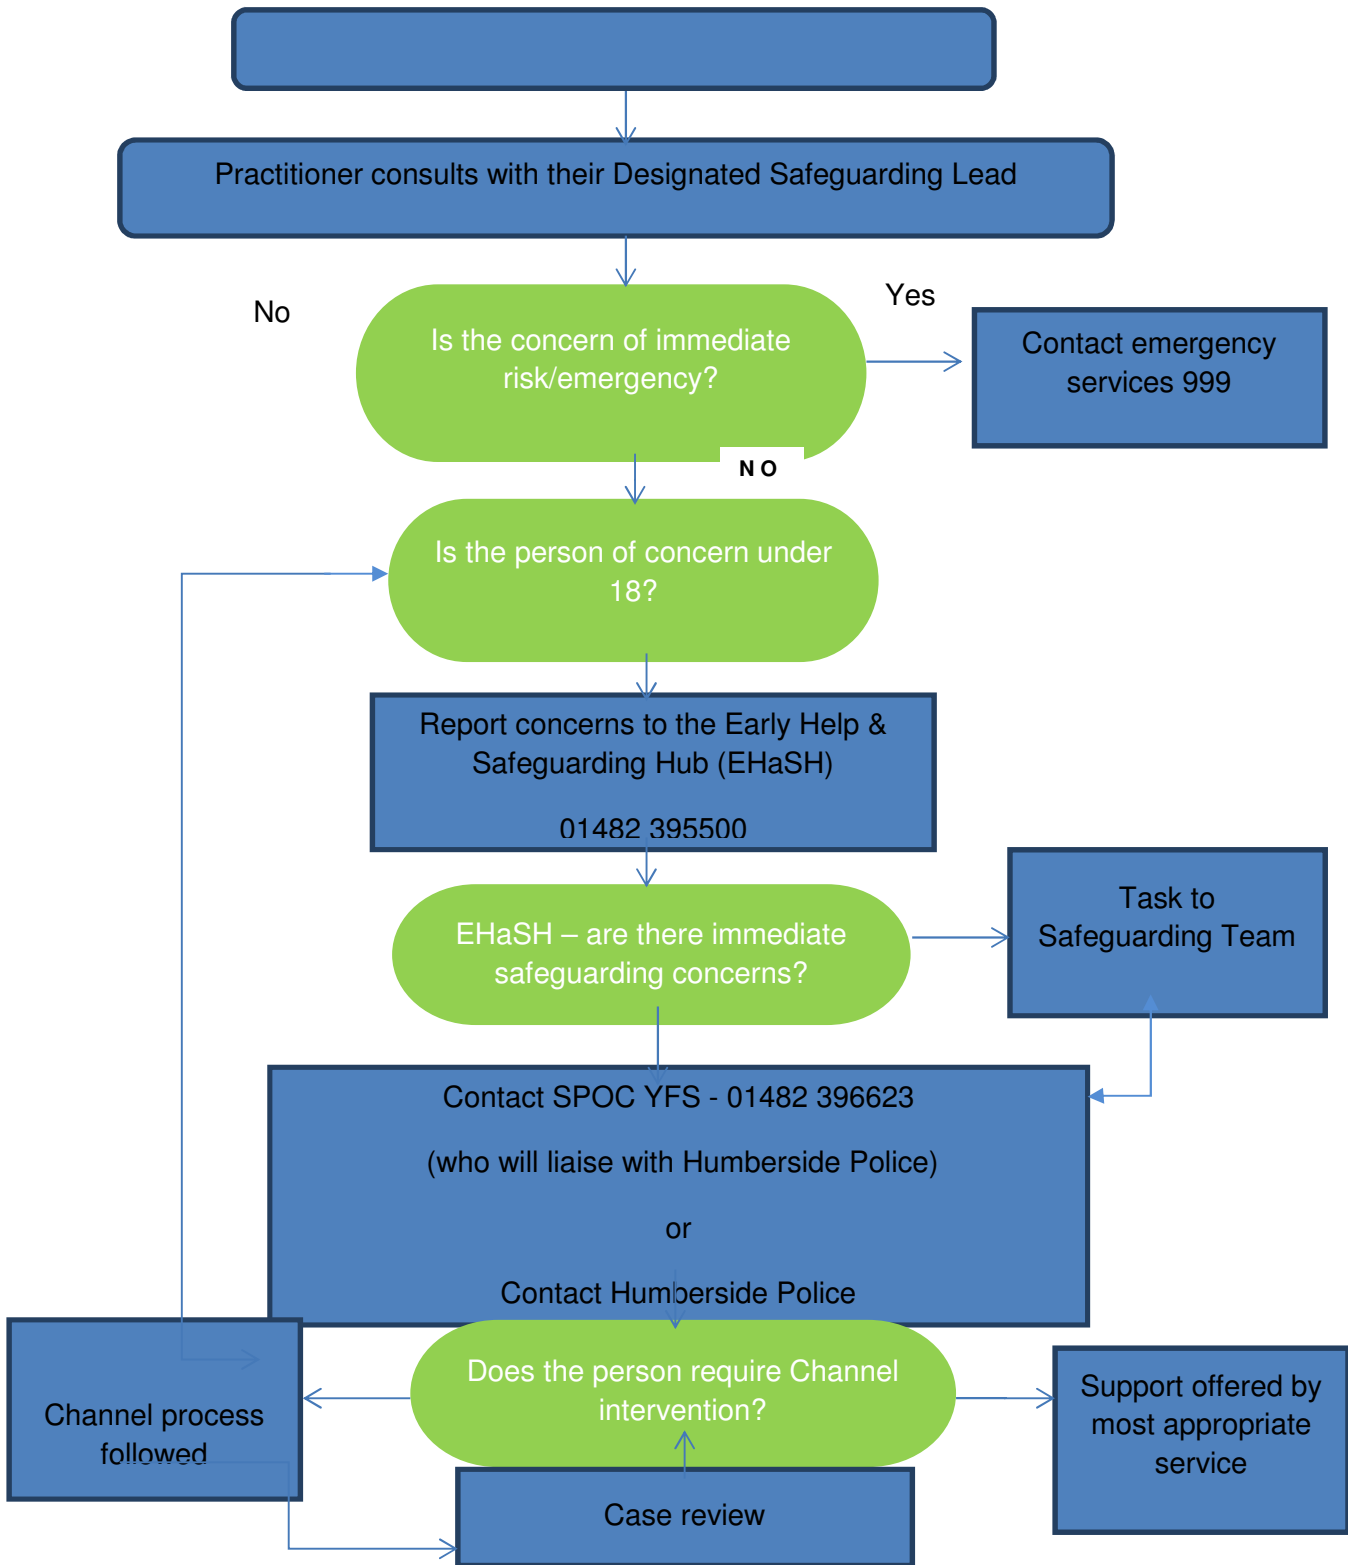 Practitioner consults with their Designated Safeguarding Lead
No
Yes
Is the concern of immediate
risk/emergency?
Contact emergency
services 999
N O
Is the person of concern under
18?
Report concerns to the Early Help &
Safeguarding Hub (EHaSH)
01482 395500
EHaSH – are there immediate
safeguarding concerns?
Task to
Safeguarding Team
Contact SPOC YFS - 01482 396623
(who will liaise with Humberside Police)
or
Contact Humberside Police
Does the person require Channel
intervention?
Channel process
followed
Support offered by
most appropriate
service
Case review